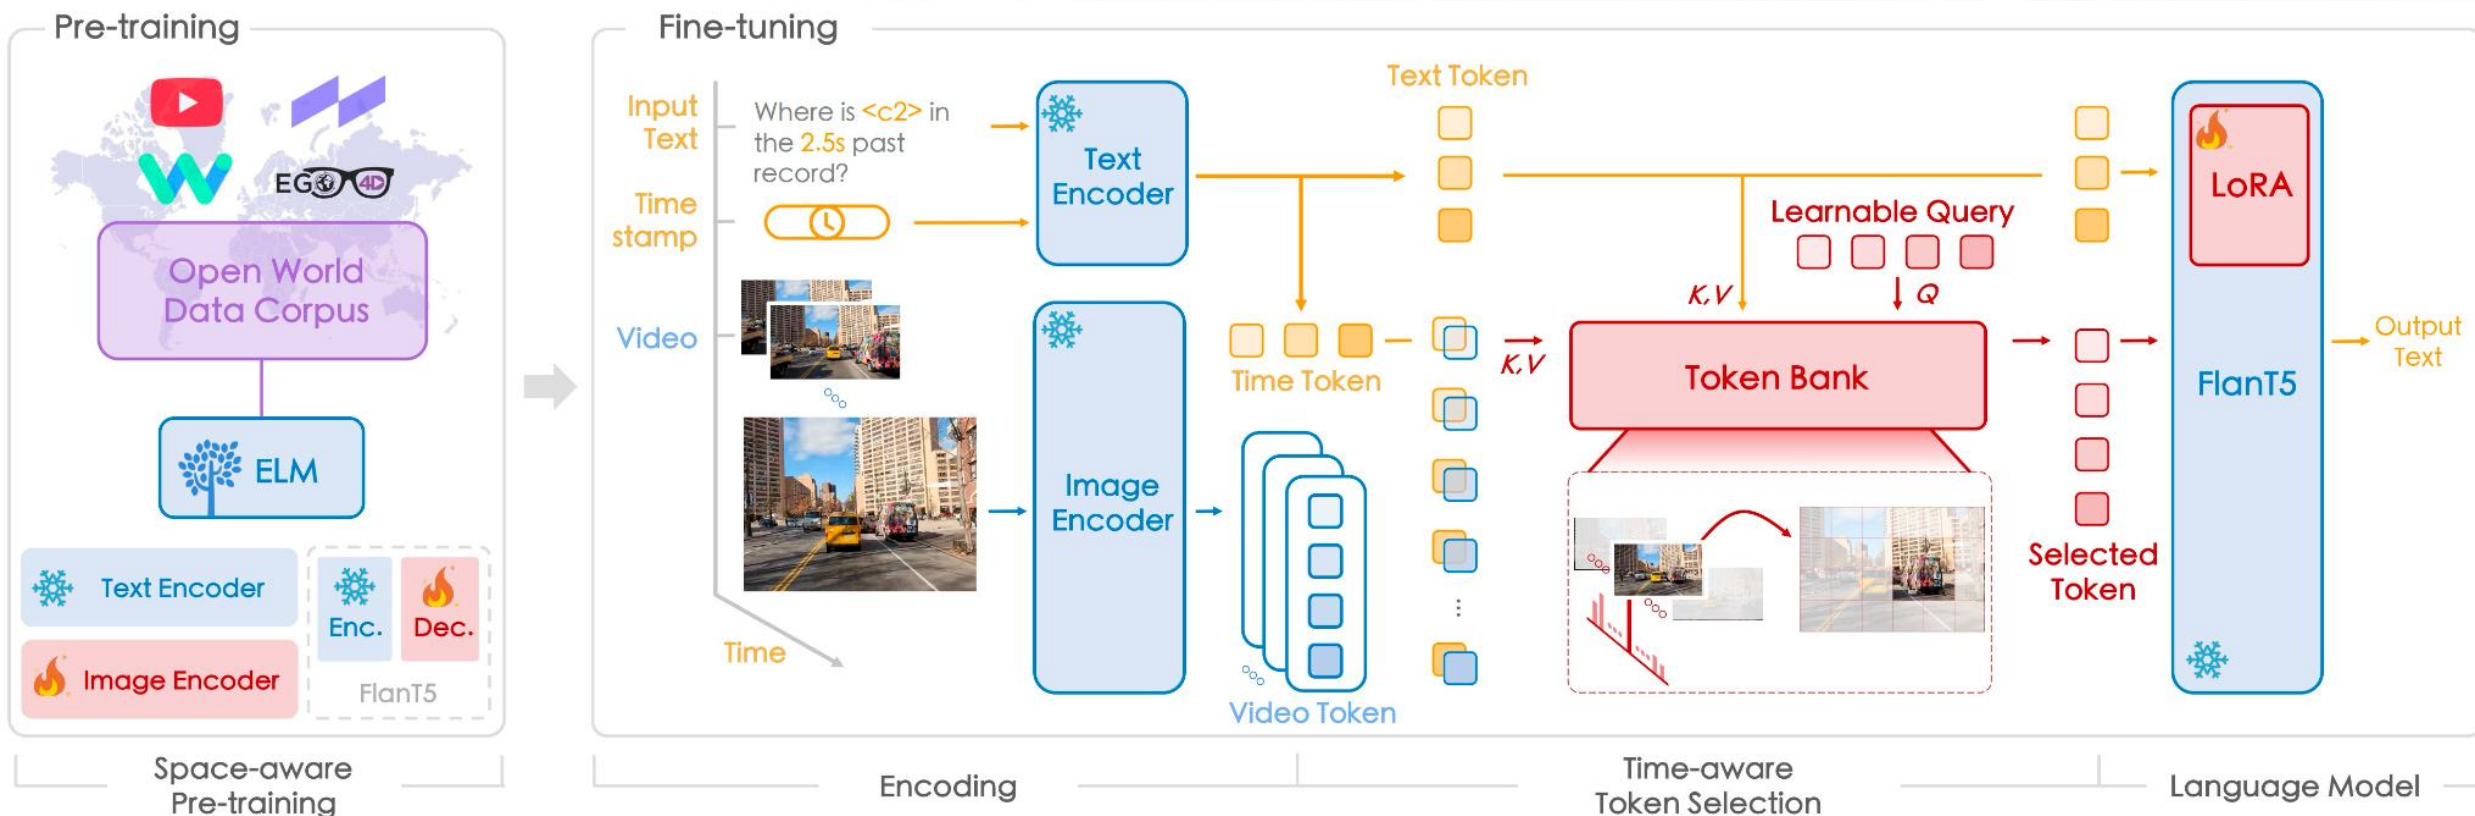 Pre-training
EGO 4D
Open World
Data Corpus
ELM
Text Encoder
Image Encoder
Enc.
Dec.
FlanT5
Space-aware
Pre-training
Fine-tuning
Input
Text
Where is <c2> in
the 2.5s past
record?
Time
stamp
Video
Time
Text
Encoder
Image
Encoder
Text Token
Time Token
Video Token
K,V
K,V
Learnable Query
Q
Token Bank
Selected
Token
LoRA
FlanT5
Output
Text
Encoding
Time-aware
Token Selection
Language Model